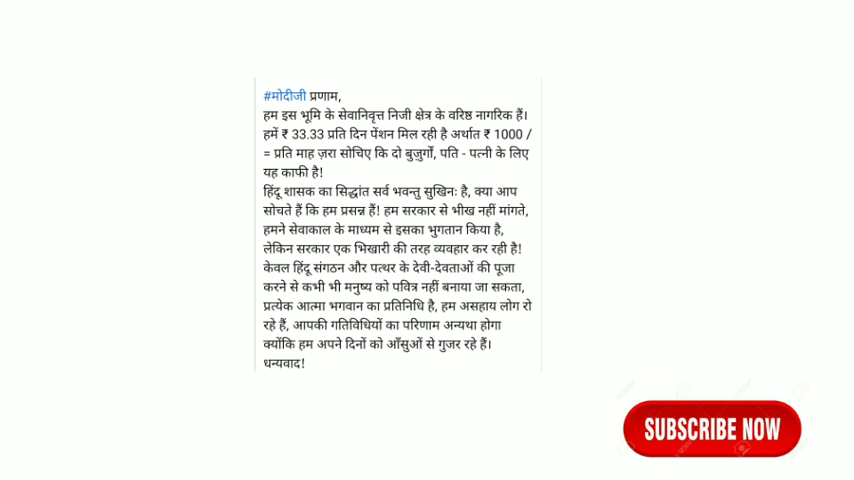 #मोदीजी प्रणाम,
हम इस भूमि के सेवानिवृत्त निजी क्षेत्र के वरिष्ठ नागरिक हैं।
हमें ₹ 33.33 प्रति दिन पेंशन मिल रही है अर्थात ₹ 1000 /
= प्रति माह ज़रा सोचिए कि दो बुजुर्गों, पति - पत्नी के लिए
यह काफी है!
हिंदू शासक का सिद्धांत सर्व भवन्तु सुखिनः है, क्या आप
सोचते हैं कि हम प्रसन्न हैं! हम सरकार से भीख नहीं मांगते,
हमने सेवाकाल के माध्यम से इसका भुगतान किया है,
लेकिन सरकार एक भिखारी की तरह व्यवहार कर रही है!
केवल हिंदू संगठन और पत्थर के देवी-देवताओं की पूजा
करने से कभी भी मनुष्य को पवित्र नहीं बनाया जा सकता,
प्रत्येक आत्मा भगवान का प्रतिनिधि है, हम असहाय लोग रो
रहे हैं, आपकी गतिविधियों का परिणाम अन्यथा होगा
क्योंकि हम अपने दिनों को आँसुओं से गुजर रहे हैं।
धन्यवाद!
SUBSCRIBE NOW